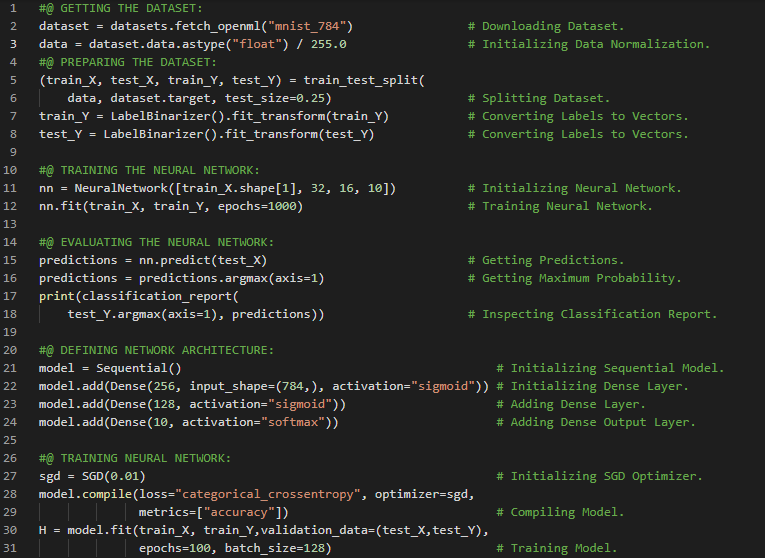 1 #@ GETTING THE DATASET:
2 dataset = datasets.fetch_openml("mnist_784") # Downloading Dataset.
3 data = dataset.data.astype("float") / 255.0 # Initializing Data Normalization.
4 #@ PREPARING THE DATASET:
5 (train_X, test_X, train_Y, test_Y) = train_test_split(
6     data, dataset.target, test_size=0.25) # Splitting Dataset.
7 train_Y = LabelBinarizer().fit_transform(train_Y) # Converting Labels to Vectors.
8 test_Y = LabelBinarizer().fit_transform(test_Y) # Converting Labels to Vectors.
9
10 #@ TRAINING THE NEURAL NETWORK:
11 nn = NeuralNetwork([train_X.shape[1], 32, 16, 10]) # Initializing Neural Network.
12 nn.fit(train_X, train_Y, epochs=1000) # Training Neural Network.
13
14 #@ EVALUATING THE NEURAL NETWORK:
15 predictions = nn.predict(test_X) # Getting Predictions.
16 predictions = predictions.argmax(axis=1) # Getting Maximum Probability.
17 print(classification_report(
18     test_Y.argmax(axis=1), predictions)) # Inspecting Classification Report.
19
20 #@ DEFINING NETWORK ARCHITECTURE:
21 model = Sequential() # Initializing Sequential Model.
22 model.add(Dense(256, input_shape=(784,), activation="sigmoid")) # Initializing Dense Layer.
23 model.add(Dense(128, activation="sigmoid")) # Adding Dense Layer.
24 model.add(Dense(10, activation="softmax")) # Adding Dense Output Layer.
25
26 #@ TRAINING NEURAL NETWORK:
27 sgd = SGD(0.01) # Initializing SGD Optimizer.
28 model.compile(loss="categorical_crossentropy", optimizer=sgd,
29               metrics=["accuracy"]) # Compiling Model.
30 H = model.fit(train_X, train_Y,validation_data=(test_X,test_Y),
31               epochs=100, batch_size=128) # Training Model.